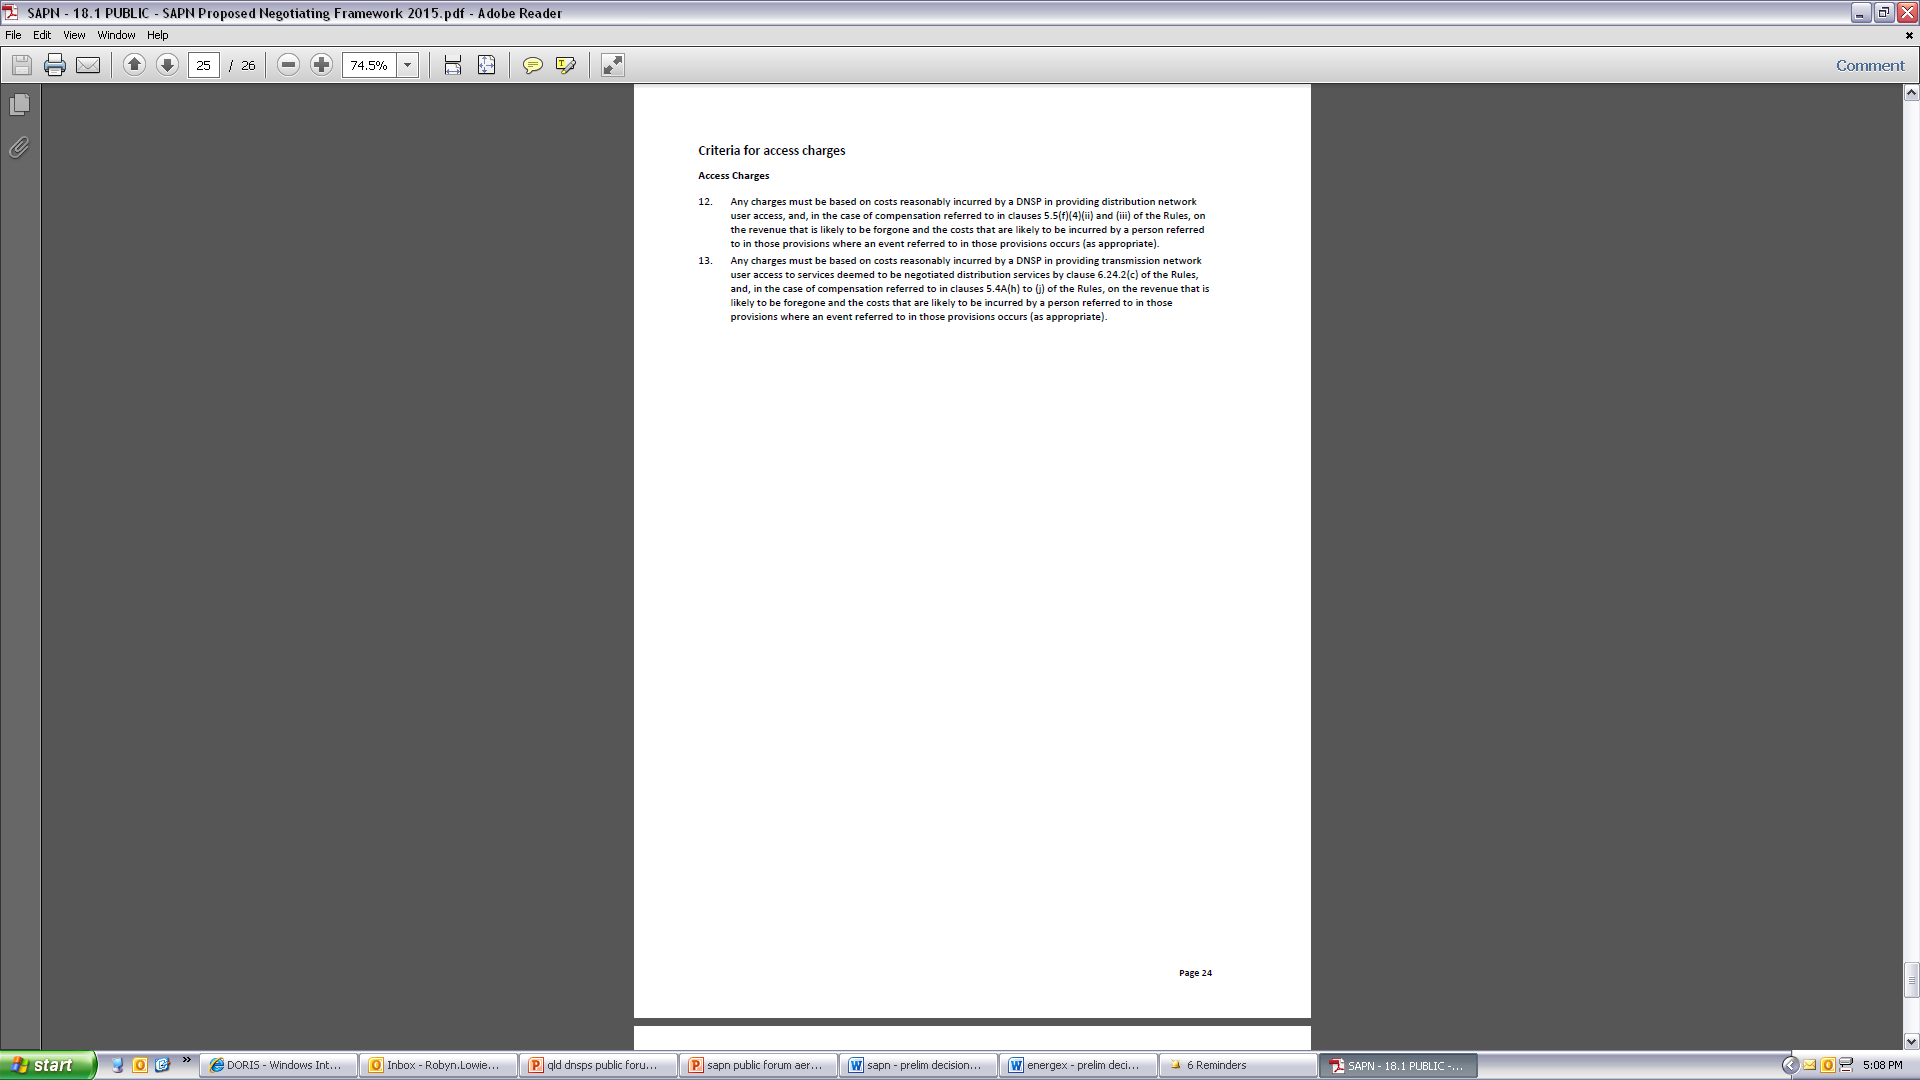 SAPN - 18.1 PUBLIC - SAPN Proposed Negotiating Framework 2015.pdf - Adobe Reader
File Edit View Window Help
25 / 26 74.5% Comment
Criteria for access charges
Access Charges
12. Any charges must be based on costs reasonably incurred by a DNSP in providing distribution network
user access, and, in the case of compensation referred to in clauses 5.5(f)(4)(ii) and (iii) of the Rules, on
the revenue that is likely to be forgone and the costs that are likely to be incurred by a person referred
to in those provisions where an event referred to in those provisions occurs (as appropriate).
13. Any charges must be based on costs reasonably incurred by a DNSP in providing transmission network
user access to services deemed to be negotiated distribution services by clause 6.24.2(c) of the Rules,
and, in the case of compensation referred to in clauses 5.4A(h) to (j) of the Rules, on the revenue that is
likely to be foregone and the costs that are likely to be incurred by a person referred to in those
provisions where an event referred to in those provisions occurs (as appropriate).
Page 24
start DORIS - Windows Int... Inbox - Robyn.Lowie... qld dnsps public foru... sapn public forum aer... sapn - prelim decision... energex - prelim deci... 6 Reminders SAPN - 18.1 PUBLIC -... 5:08 PM